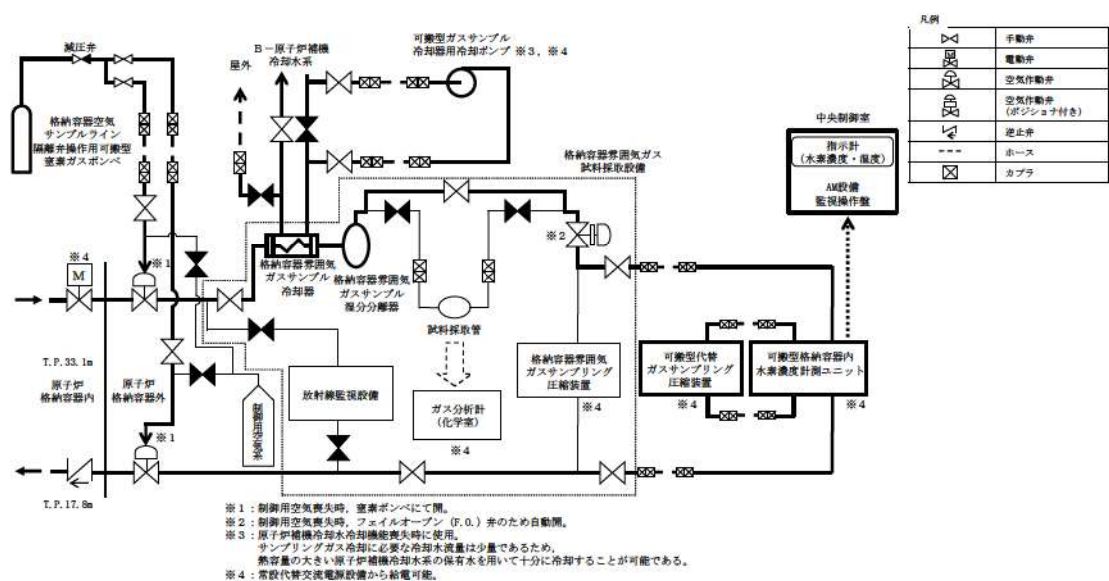 減圧弁
格納容器空気
サンプルライン
隔離弁操作用可搬型
窒素ガスボンベ
屋外
B－原子炉補機
冷却水系
可搬型ガスサンプル
冷却器用冷却ポンプ ※3，※4
格納容器雰囲気ガス
試料採取設備
※4
M
※1
格納容器雰囲気
ガスサンプル
冷却器
格納容器雰囲気
ガスサンプル
湿分分離器
※2
試料採取管
T.P.33.1m
原子炉
格納容器内
原子炉
格納容器外
※1
制御用空気系
放射線監視設備
ガス分析計
(化学室)
※4
格納容器雰囲気
ガスサンプリング
圧縮装置
※4
可搬型代替
ガスサンプリング
圧縮装置
※4
可搬型格納容器内
水素濃度計測ユニット
※4
中央制御室
指示計
(水素濃度・温度)
AM設備
監視操作盤
T.P.17.8m
凡例
手動弁
M
電動弁
空気作動弁
空気作動弁
(ポジショナ付き)
逆止弁
ホース
カプラ
※1：制御用空気喪失時，窒素ボンベにて開。
※2：制御用空気喪失時，フェイルオープン（F.O.）弁のため自動開。
※3：原子炉補機冷却水冷却機能喪失時に使用。
サンプリングガス冷却に必要な冷却水流量は少量であるため，
熱容量の大きい原子炉補機冷却水系の保有水を用いて十分に冷却することが可能である。
※4：常設代替交流電源設備から給電可能。